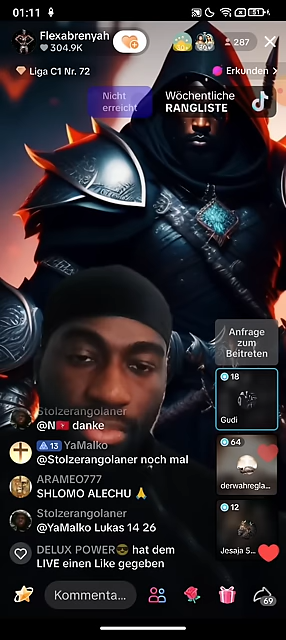 01:11
51
Flexabrenyah
304.9K
287
Liga C1 Nr. 72
Erkunden >
Nicht
erreicht
Wöchentliche
RANGLISTE
Anfrage
zum
Beitreten
18
Gudi
64
derwahregla...
12
Jesaja 5...
Stolzerangolaner
@N danke
13 YaMalko
@Stolzerangolaner noch mal
ARAMEO777
SHLOMO ALECHU 🙏
Stolzerangolaner
@YaMalko Lukas 14 26
DELUX POWER😎 hat dem
LIVE einen Like gegeben
Kommenta...
69